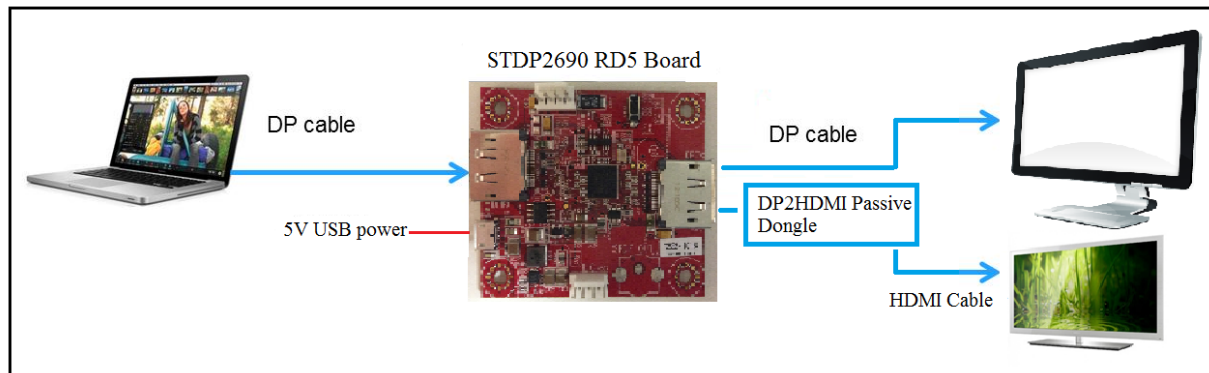 STDP2690 RD5 Board
DP cable
DP cable
DP2HDMI Passive
Dongle
5V USB power
HDMI Cable